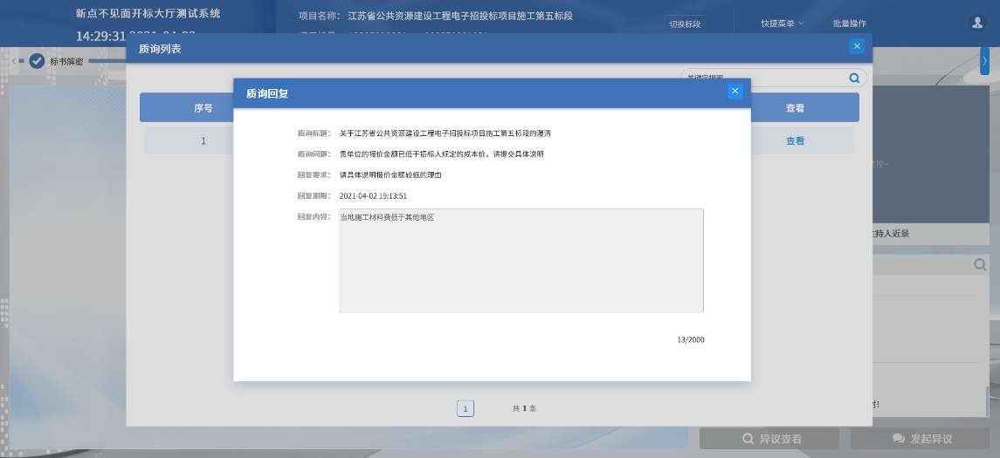 新点不见面开标大厅测试系统
项目名称： 江苏省公共资源建设工程电子招投标项目施工第五标段
切换标段
快捷菜单
批量操作
14:29:31
标书解密
质询列表
关键字搜索
序号
查看
1
查看
质询回复
质询标题： 关于江苏省公共资源建设工程电子招投标项目施工第五标段的澄清
质询问题： 贵单位的报价金额已低于招标人规定的成本价，请提交具体说明
回复要求： 请具体说明报价金额较低的理由
回复期限： 2021-04-02 19:13:51
回复内容： 当地施工材料费低于其他地区
13/2000
主持人近景
1
共 1 条
异议查看
发起异议